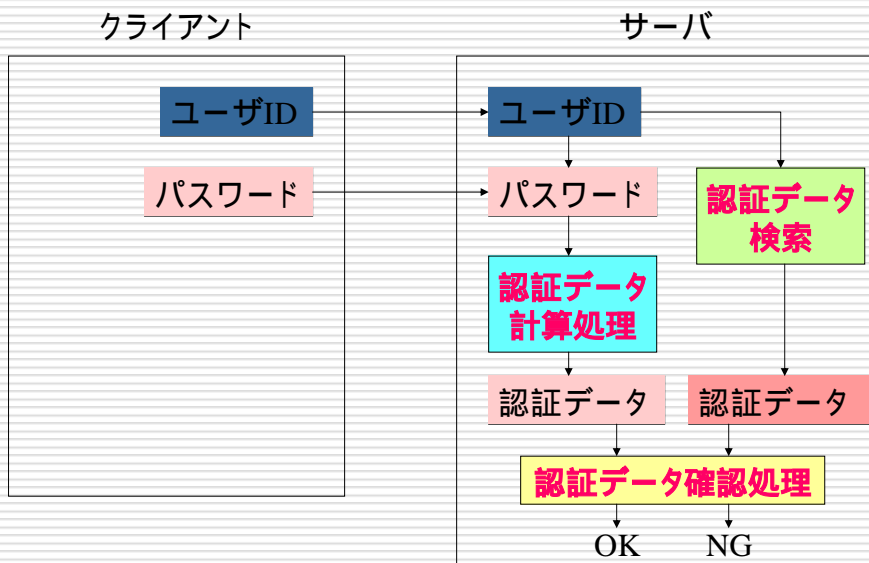 クライアント
サーバ
ユーザID
ユーザID
パスワード
パスワード
認証データ
検索
認証データ
計算処理
認証データ
認証データ
認証データ確認処理
OK
NG